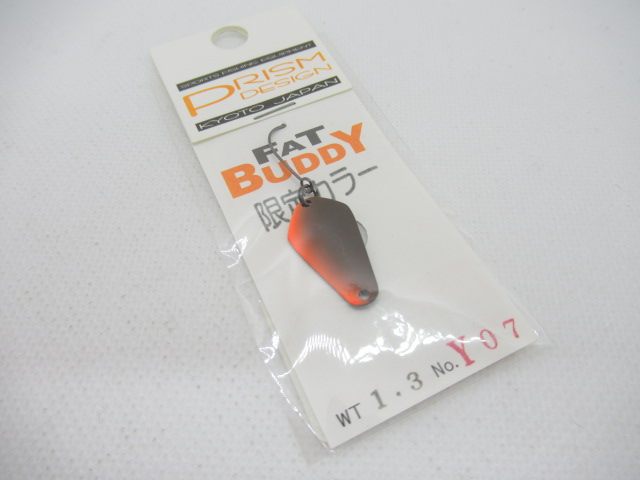 SPORTS FISHING EQUIPMENT
PRISM
DESIGN
KYOTO JAPAN
FAT
BUDDY
限定カラー
WT 1.3 No. Y07